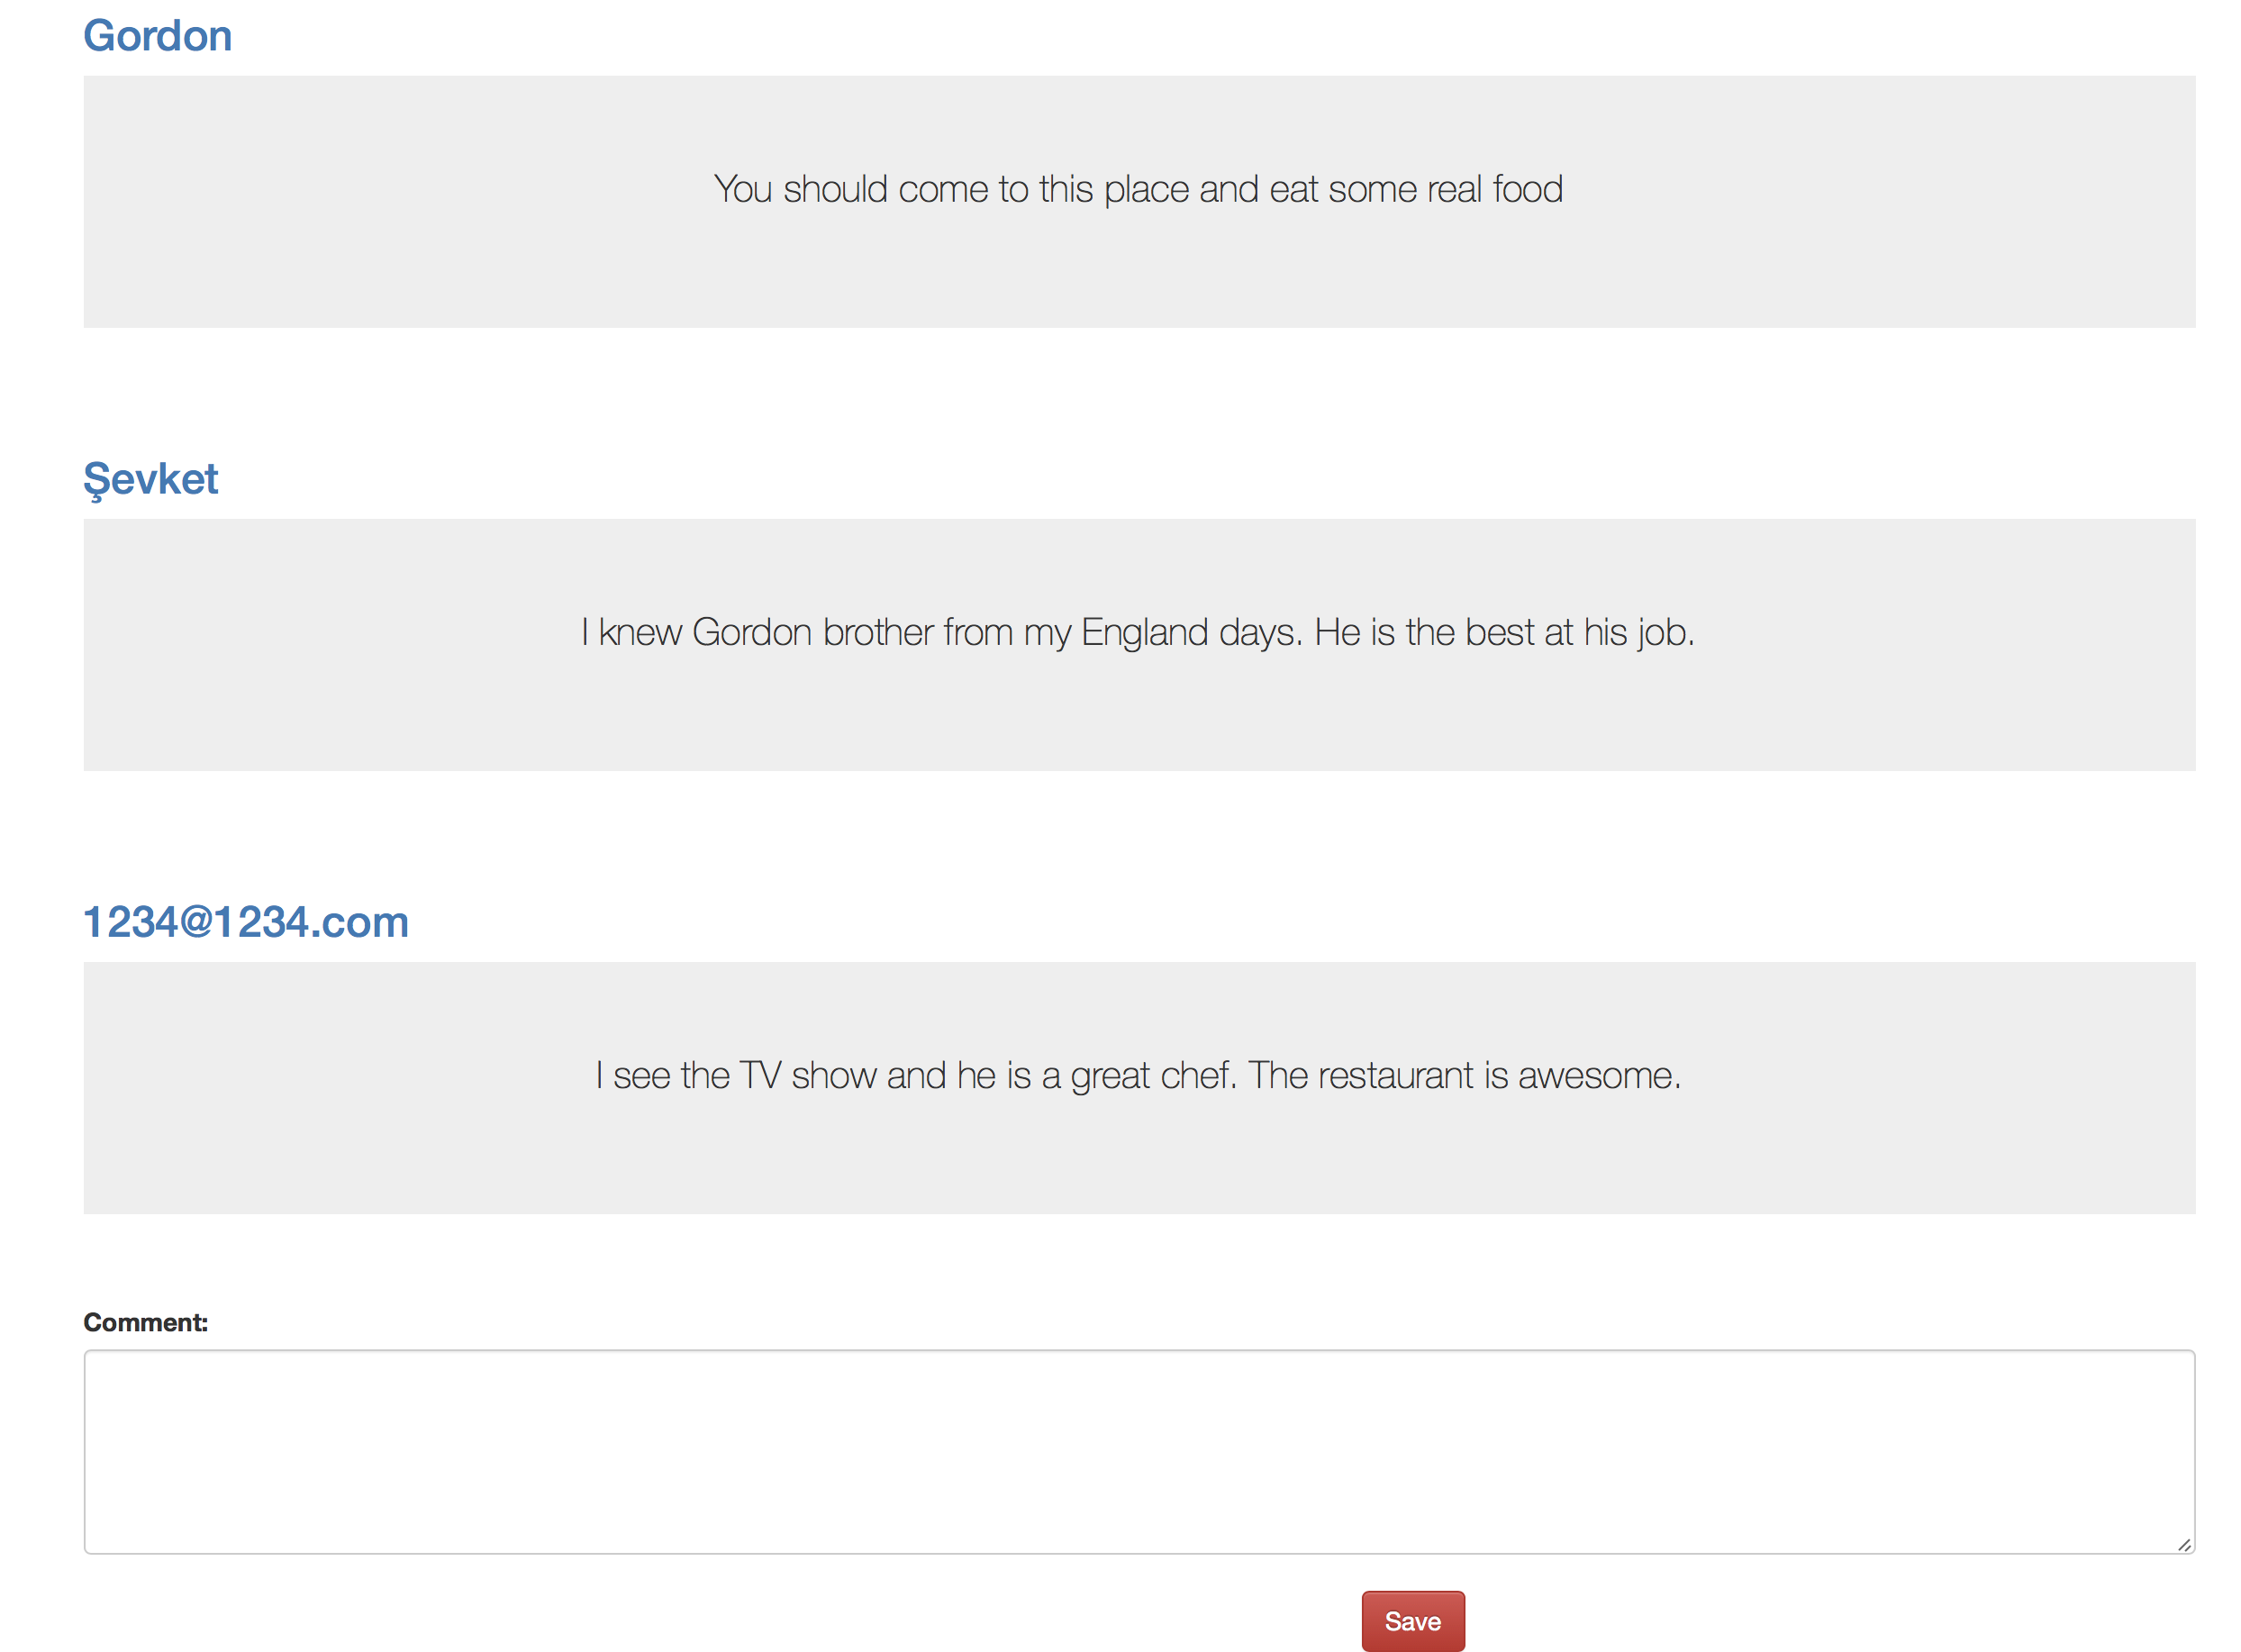 Gordon
You should come to this place and eat some real food
Şevket
I knew Gordon brother from my England days. He is the best at his job.
1234@1234.com
I see the TV show and he is a great chef. The restaurant is awesome.
Comment:
Save